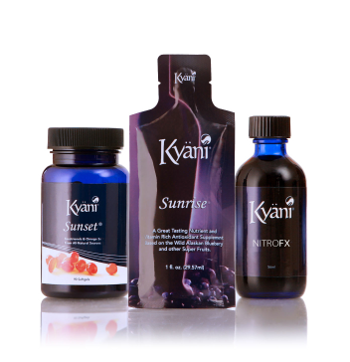 Kyäni
Kyäni
Sunrise®
A Great Tasting Nutrient and
Vitamin Rich Antioxidant Supplement
Based on the Wild Alaskan Blueberry
and other Super Fruits
1 fl. oz. (29.57ml)
Kyäni
Sunset®
Kyäni
NITROFX